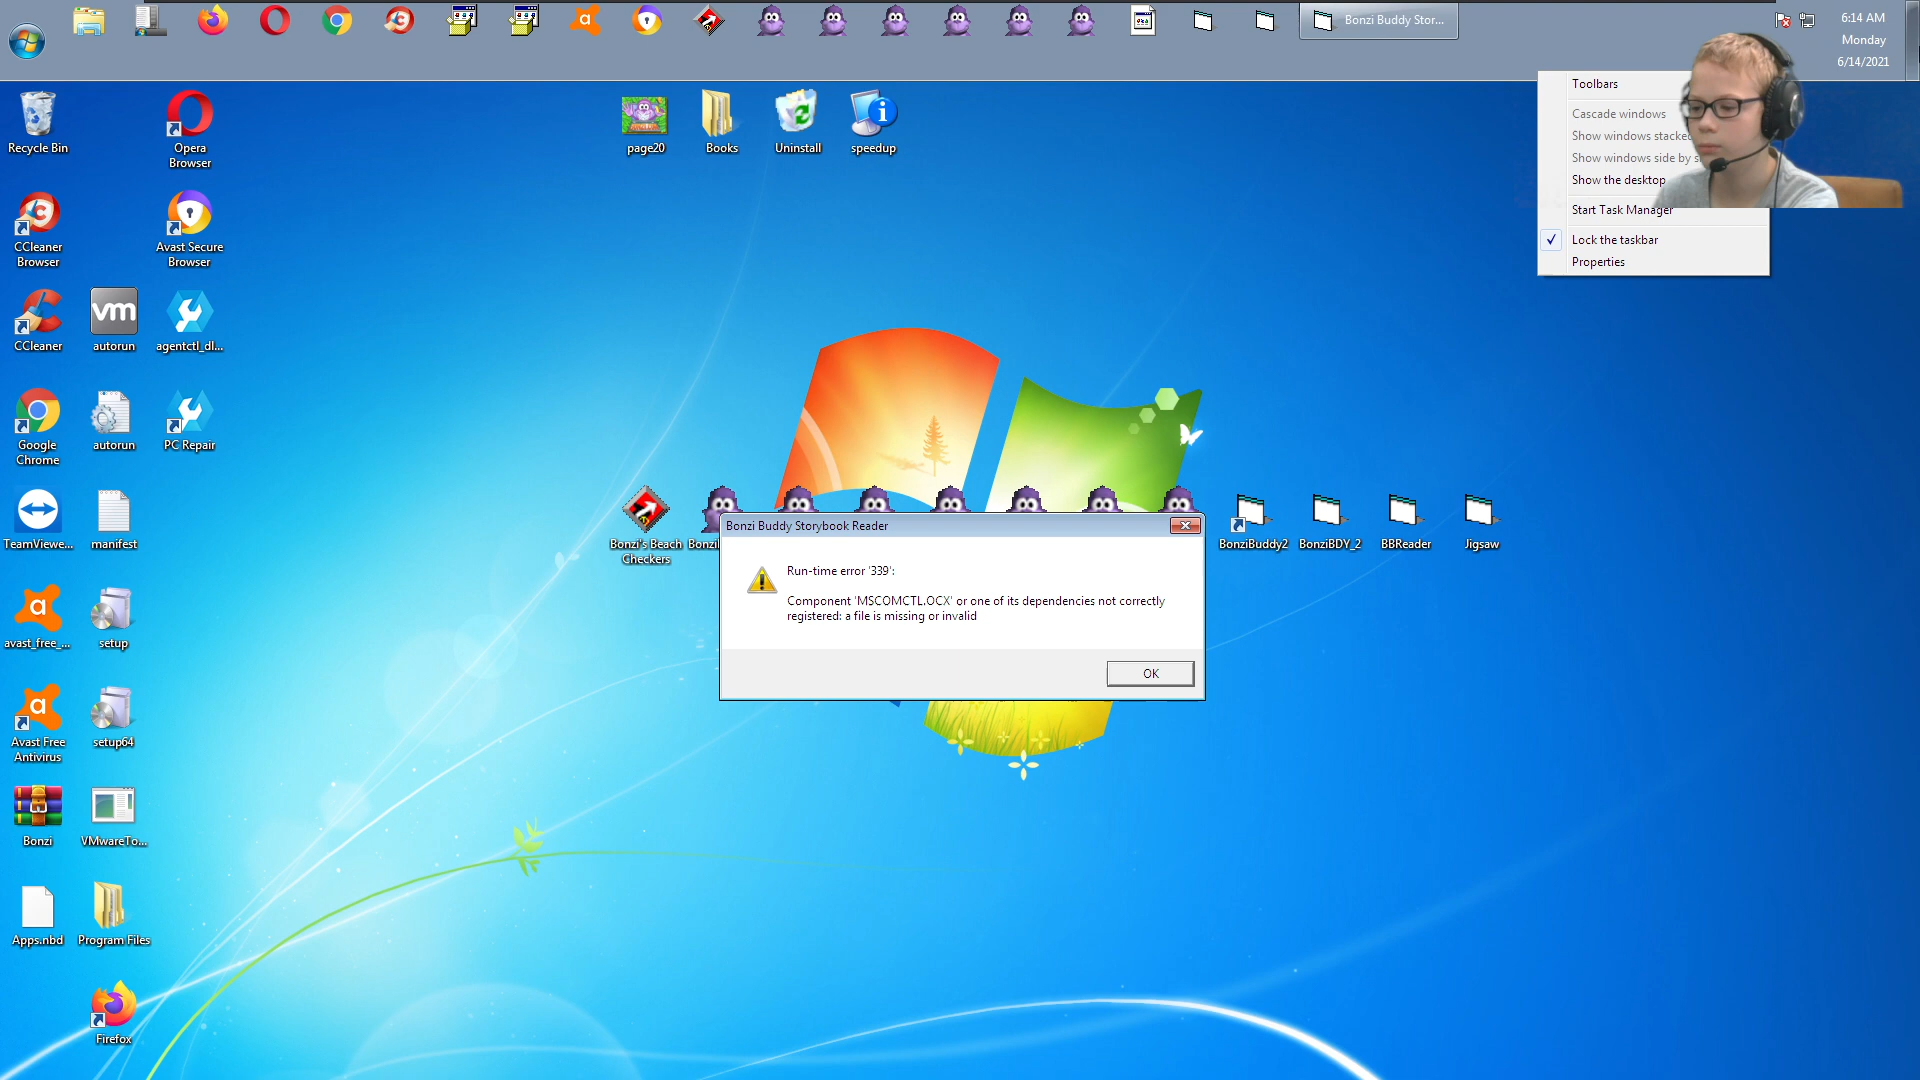 Bonzi Buddy Stor...
6:14 AM
Monday
6/14/2021
Toolbars
Cascade windows
Show windows stacked
Show windows side by s
Show the desktop
Start Task Manager
Lock the taskbar
Properties
Recycle Bin
Opera
Browser
page20
Books
Uninstall
speedup
CCleaner
Browser
Avast Secure
Browser
CCleaner
vm
autorun
agentctl_dl...
Google
Chrome
autorun
PC Repair
TeamViewe...
manifest
Bonzi's Beach
Checkers
BonziBuddy2
BonziBDY_2
BBReader
Jigsaw
Bonzi Buddy Storybook Reader
Run-time error '339':
Component 'MSCOMCTL.OCX' or one of its dependencies not correctly
registered: a file is missing or invalid
OK
avast_free_...
setup
Avast Free
Antivirus
setup64
Bonzi
VMwareTo...
Apps.nbd
Program Files
Firefox